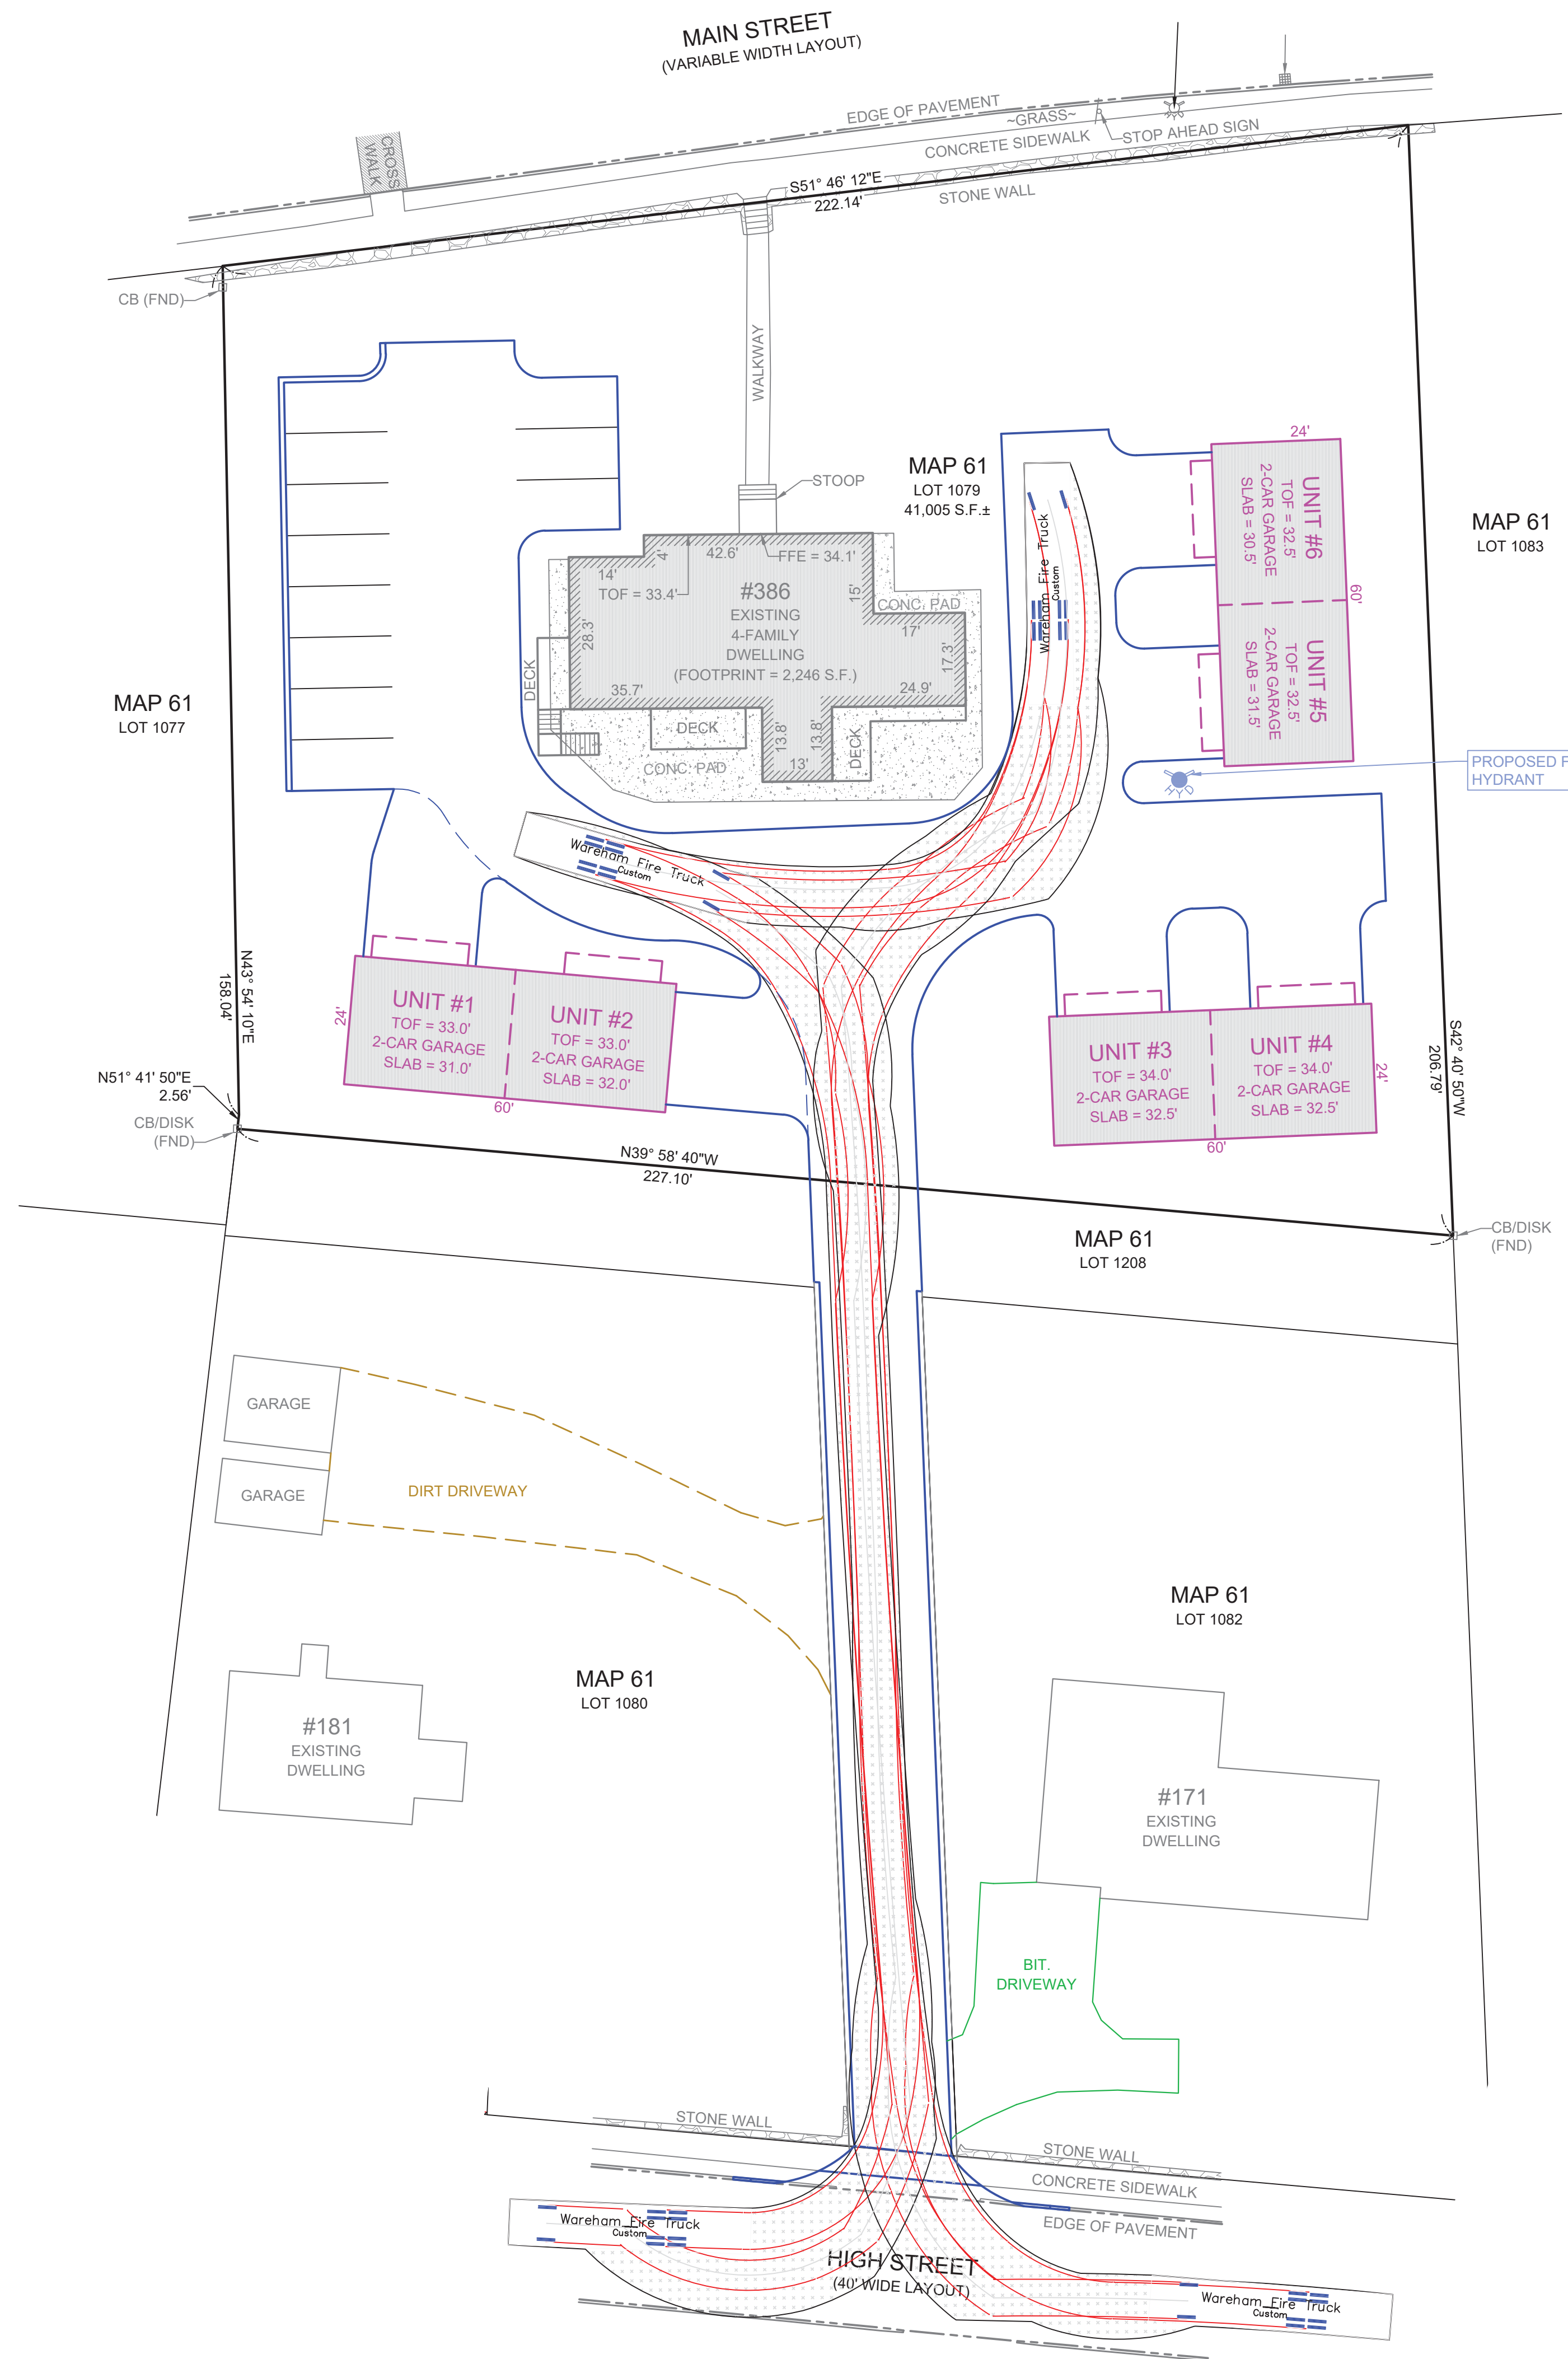 MAIN STREET
(VARIABLE WIDTH LAYOUT)
EDGE OF PAVEMENT
~GRASS~
CONCRETE SIDEWALK
STOP AHEAD SIGN
CROSS
WALK
S51° 46' 12"E
222.14'
STONE WALL
CB (FND)
WALKWAY
STOOP
MAP 61
LOT 1079
41,005 S.F.±
24'
UNIT #6
TOF = 32.5'
2-CAR GARAGE
SLAB = 30.5'
60'
UNIT #5
TOF = 32.5'
2-CAR GARAGE
SLAB = 31.5'
MAP 61
LOT 1083
Wareham Fire Truck
Custom
42.6'
4'
FFE = 34.1'
14'
TOF = 33.4'
15'
#386
EXISTING
4-FAMILY
DWELLING
(FOOTPRINT = 2,246 S.F.)
CONC. PAD
17'
17.3'
28.3'
35.7'
24.9'
DECK
DECK
13.8'
13.8'
DECK
13'
CONC. PAD
MAP 61
LOT 1077
PROPOSED F
HYDRANT
HYD
Wareham Fire Truck
Custom
N43° 54' 10"E
158.04'
24'
UNIT #1
TOF = 33.0'
2-CAR GARAGE
SLAB = 31.0'
UNIT #2
TOF = 33.0'
2-CAR GARAGE
SLAB = 32.0'
60'
UNIT #3
TOF = 34.0'
2-CAR GARAGE
SLAB = 32.5'
UNIT #4
TOF = 34.0'
2-CAR GARAGE
SLAB = 32.5'
24'
60'
S42° 40' 50"W
206.79'
N51° 41' 50"E
2.56'
CB/DISK
(FND)
N39° 58' 40"W
227.10'
MAP 61
LOT 1208
CB/DISK
(FND)
GARAGE
GARAGE
DIRT DRIVEWAY
MAP 61
LOT 1082
MAP 61
LOT 1080
#181
EXISTING
DWELLING
#171
EXISTING
DWELLING
BIT.
DRIVEWAY
STONE WALL
STONE WALL
CONCRETE SIDEWALK
EDGE OF PAVEMENT
Wareham Fire Truck
Custom
HIGH STREET
(40' WIDE LAYOUT)
Wareham Fire Truck
Custom